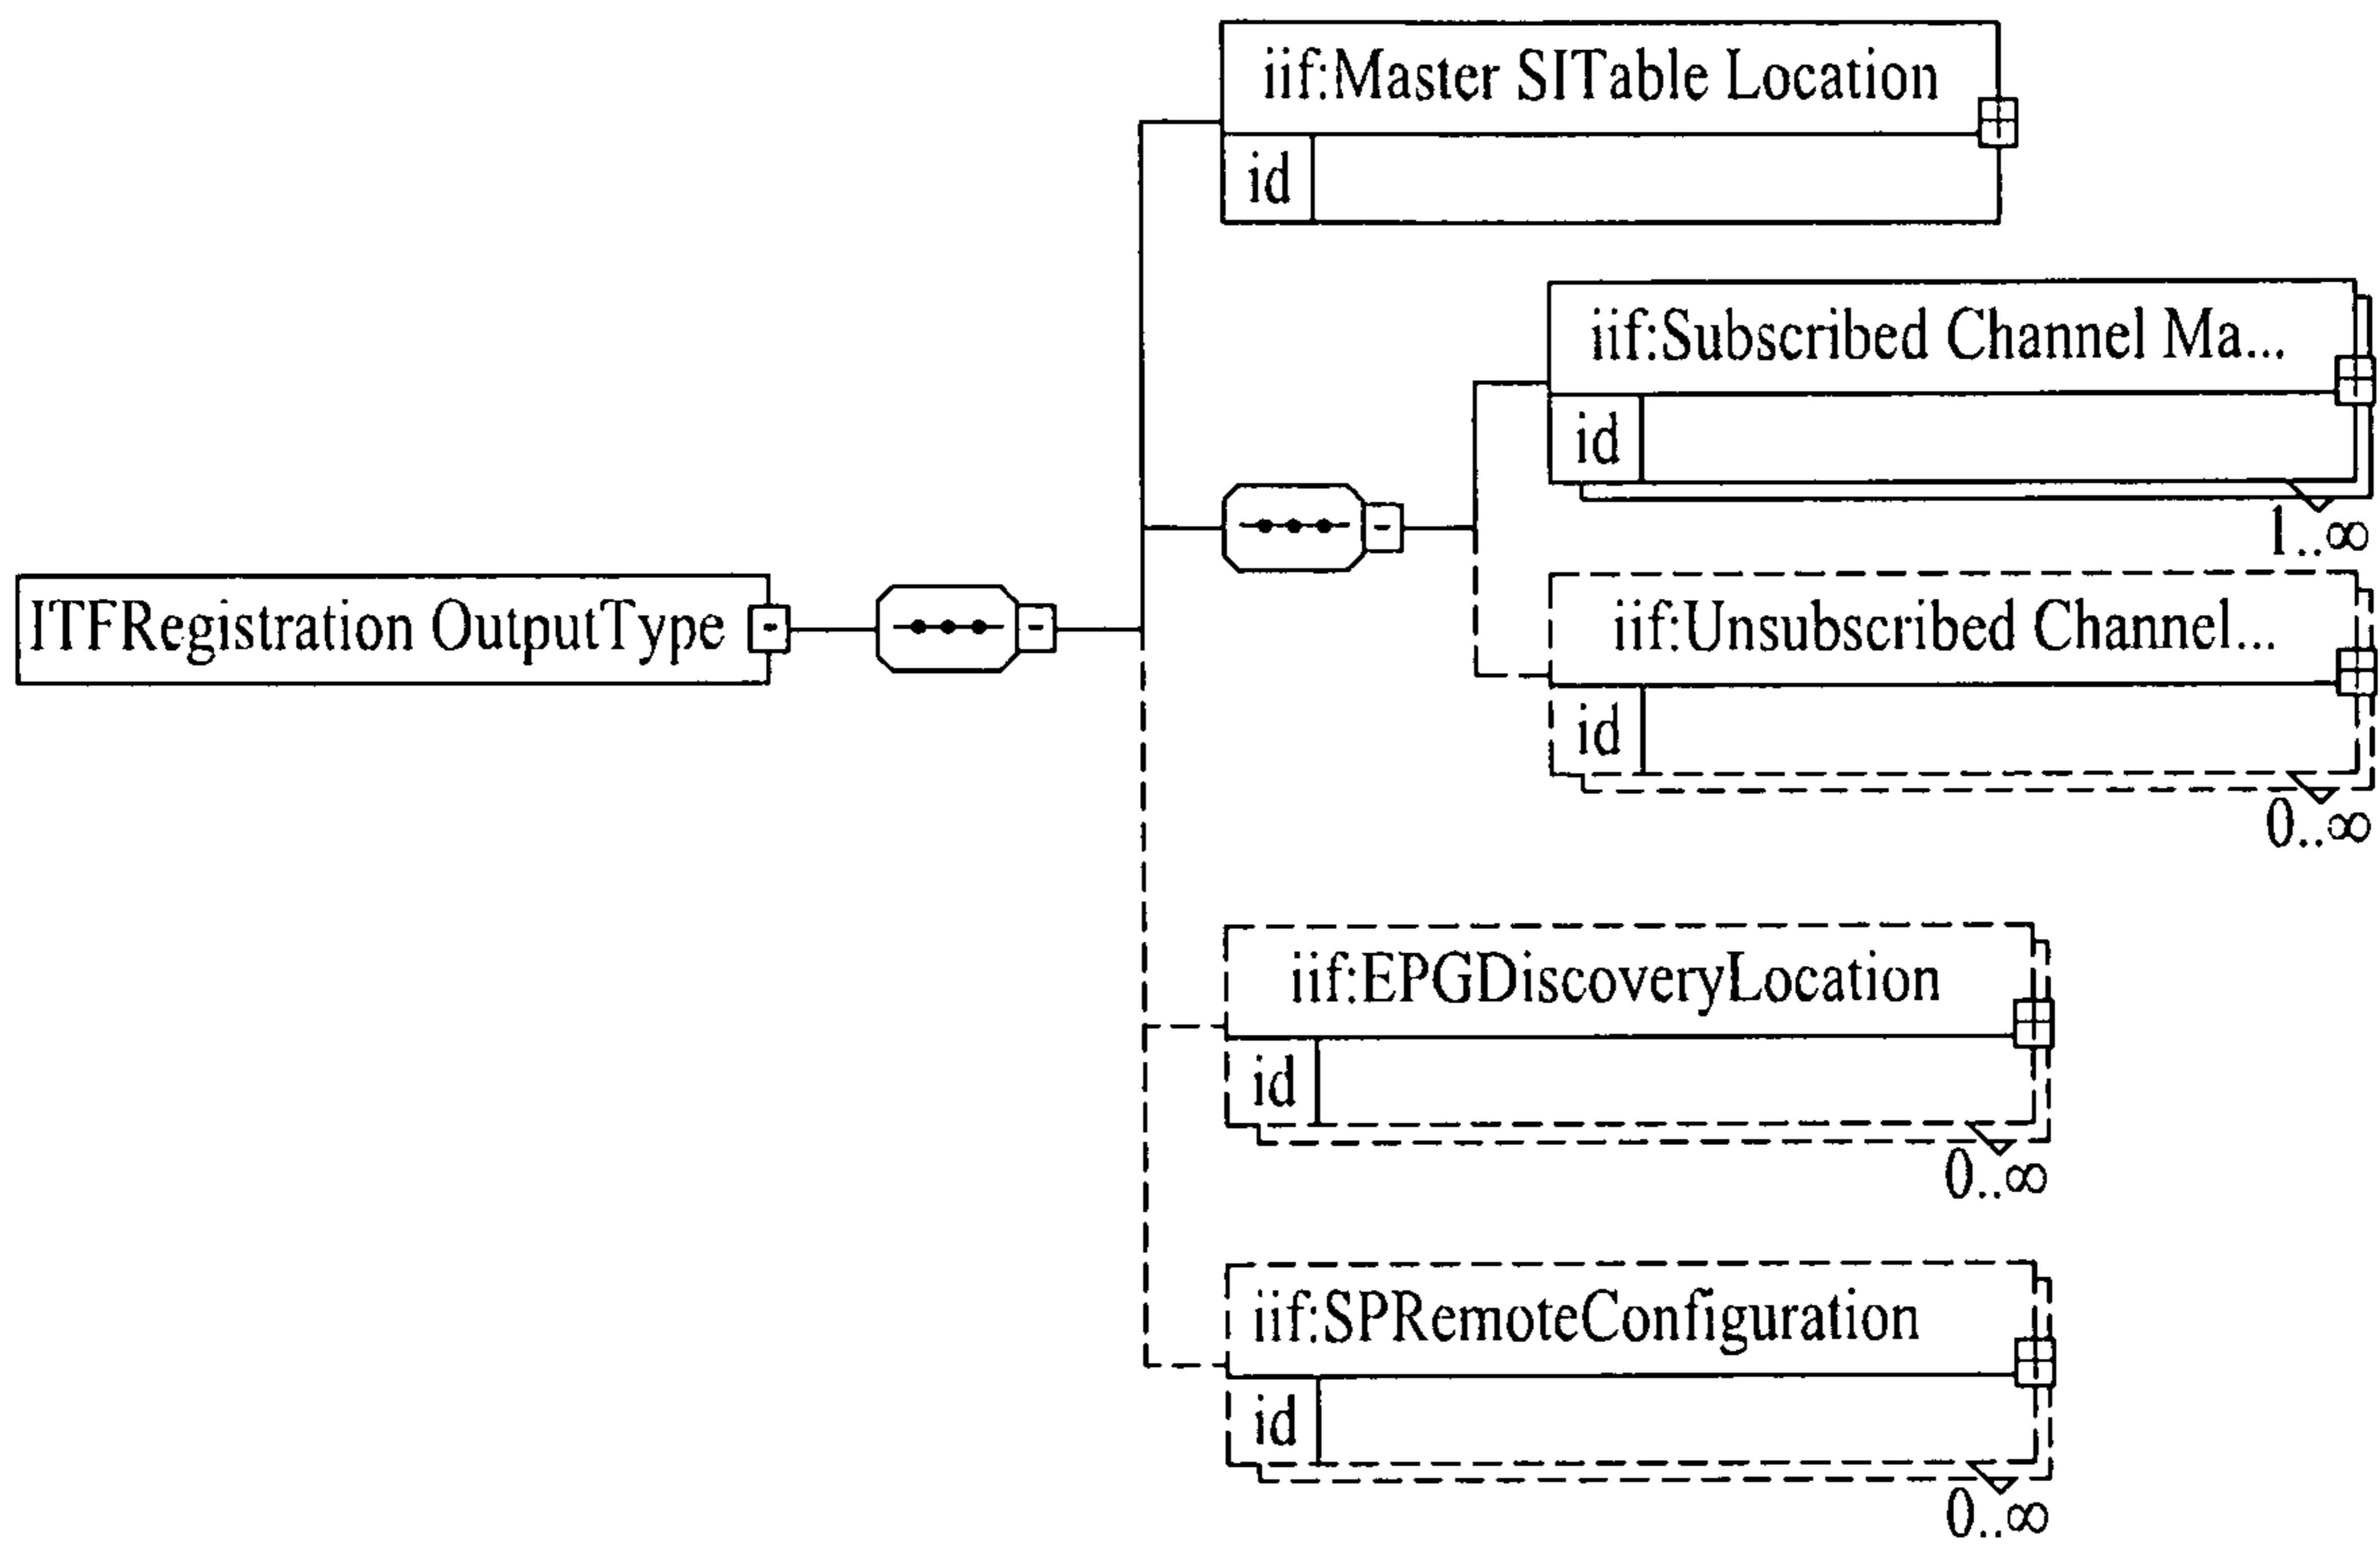 iif:Master SITable Location
id
iif:Subscribed Channel Ma...
id
1..∞
ITFRegistration OutputType
iif:Unsubscribed Channel...
id
0..∞
iif:EPGDiscoveryLocation
id
0..∞
iif:SPRemoteConfiguration
id
0..∞